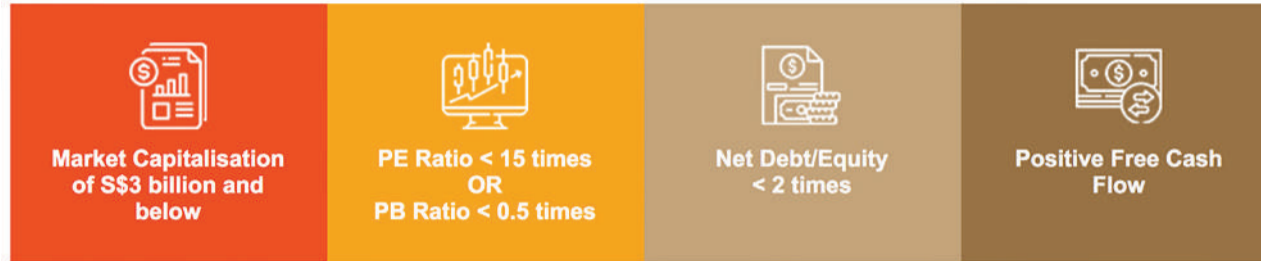 Market Capitalisation
of S$3 billion and
below
PE Ratio < 15 times
OR
PB Ratio < 0.5 times
Net Debt/Equity
< 2 times
Positive Free Cash
Flow